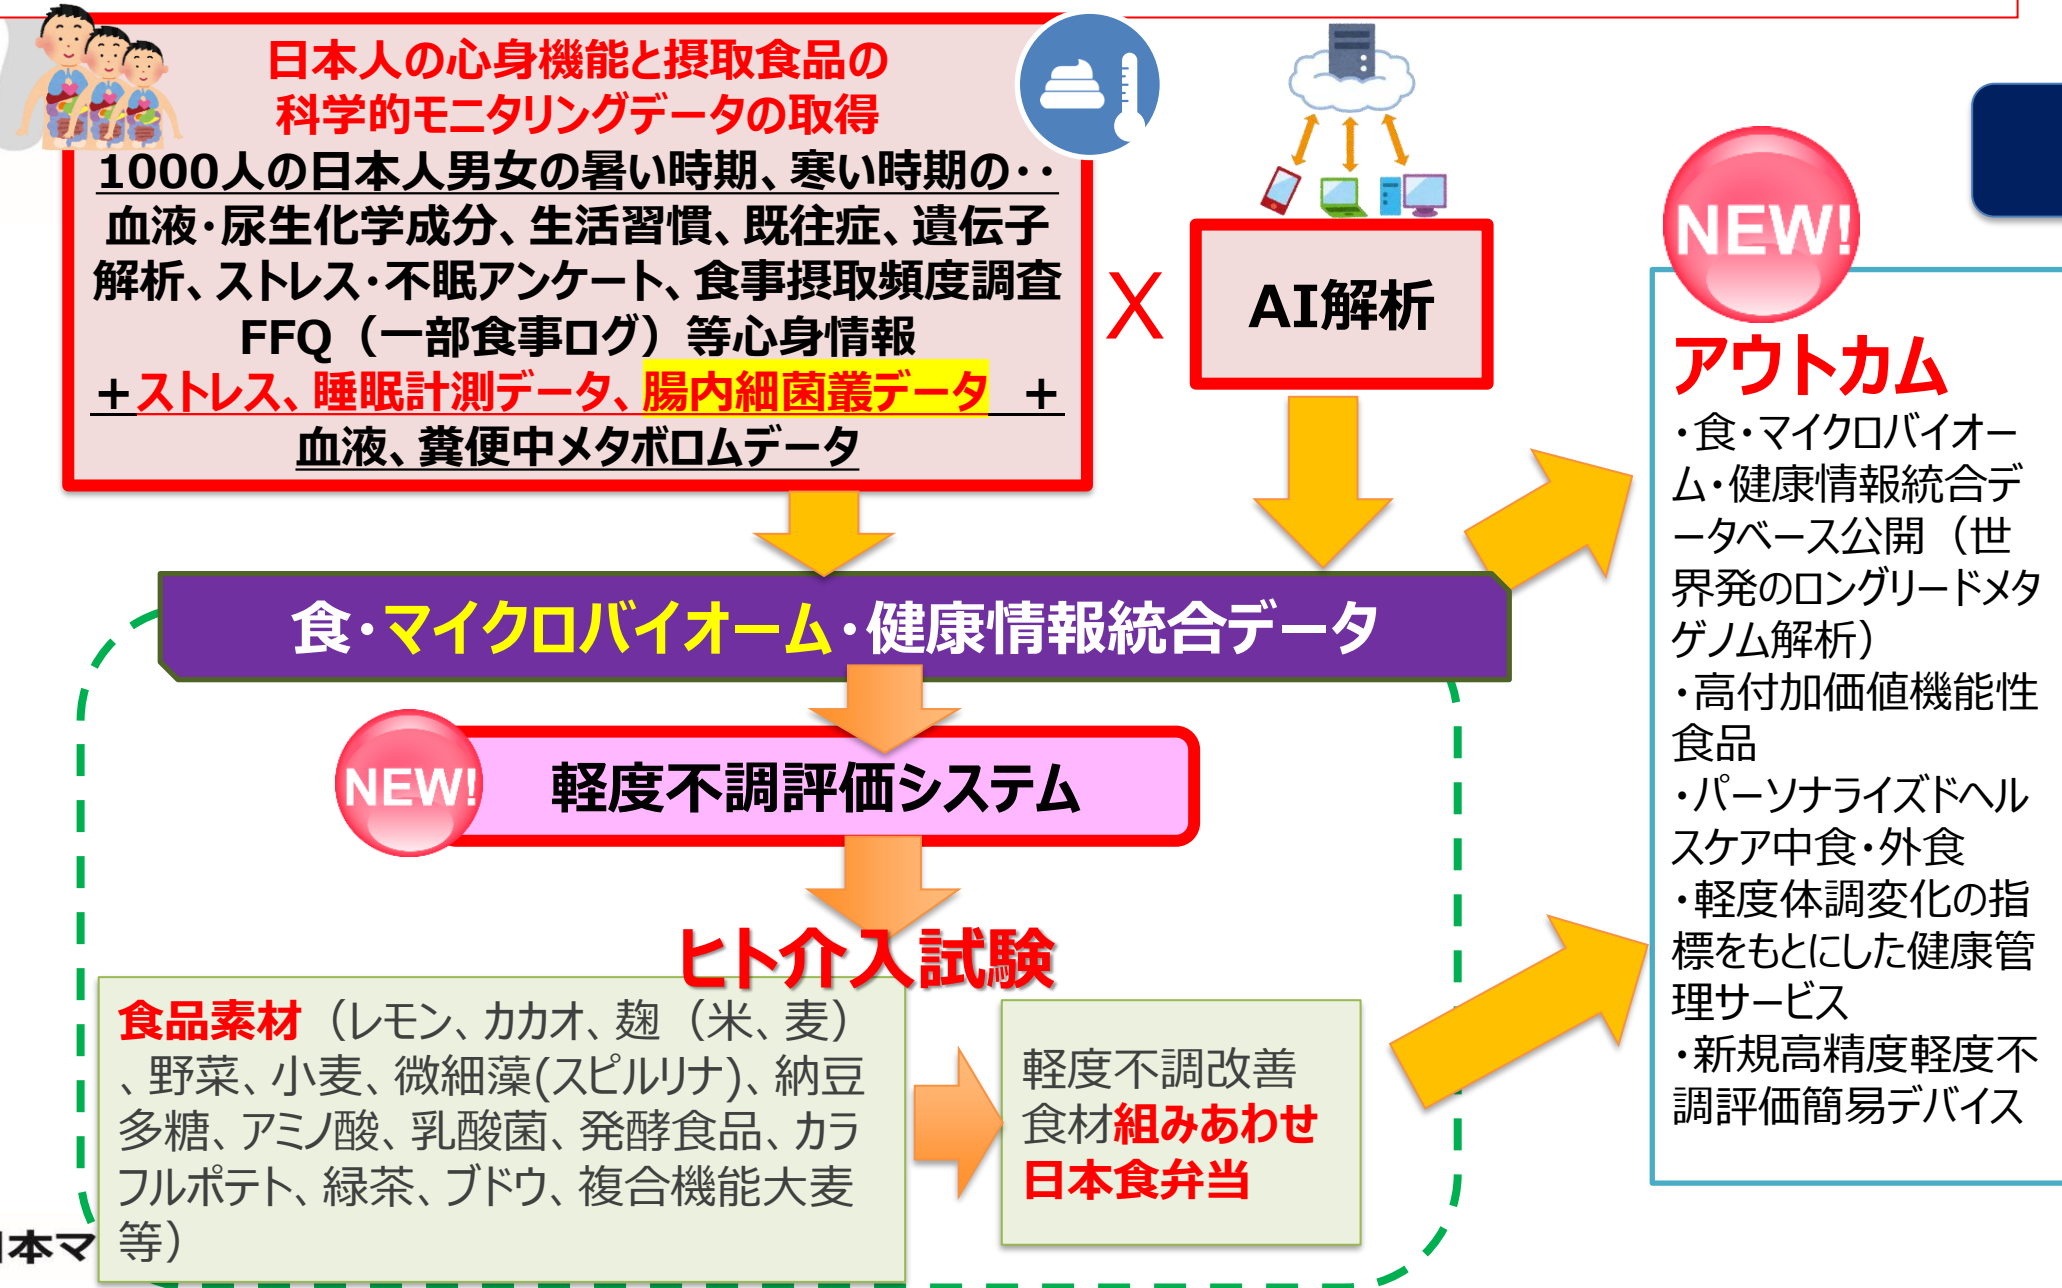 日本人の心身機能と摂取食品の
科学的モニタリングデータの取得
1000人の日本人男女の暑い時期、寒い時期の・・
血液・尿生化学成分、生活習慣、既往症、遺伝子
解析、ストレス・不眠アンケート、食事摂取頻度調査
FFQ（一部食事ログ）等心身情報
＋ストレス、睡眠計測データ、腸内細菌叢データ ＋
血液、糞便中メタボロムデータ
X
AI解析
NEW!
アウトカム
・食・マイクロバイオー
ム・健康情報統合デ
ータベース公開（世
界発のロングリードメタ
ゲノム解析）
・高付加価値機能性
食品
・パーソナライズドヘル
スケア中食・外食
・軽度体調変化の指
標をもとにした健康管
理サービス
・新規高精度軽度不
調評価簡易デバイス
食・マイクロバイオーム・健康情報統合データ
NEW!
軽度不調評価システム
ヒト介入試験
食品素材（レモン、カカオ、麹（米、麦）
、野菜、小麦、微細藻(スピルリナ)、納豆
多糖、アミノ酸、乳酸菌、発酵食品、カラ
フルポテト、緑茶、ブドウ、複合機能大麦
等）
軽度不調改善
食材組みあわせ
日本食弁当
本マ